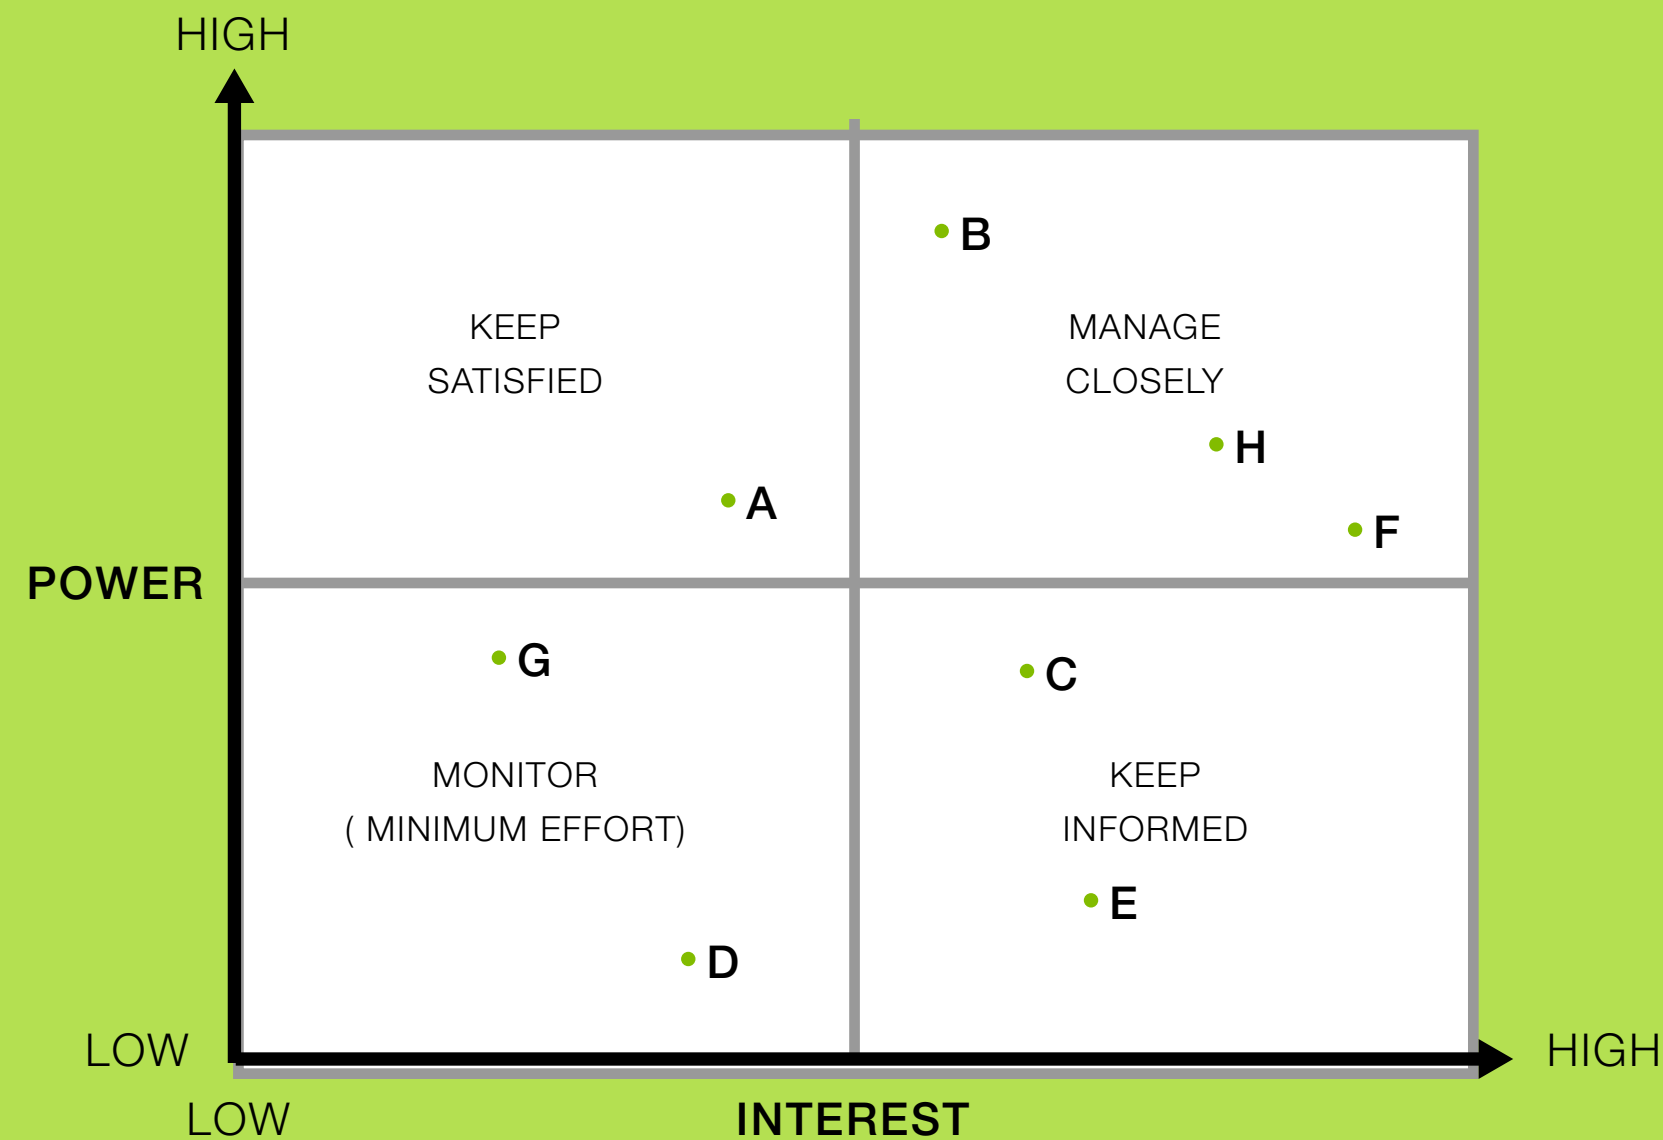 HIGH
B
KEEP
SATISFIED
MANAGE
CLOSELY
H
A
F
POWER
G
C
MONITOR
( MINIMUM EFFORT)
KEEP
INFORMED
E
D
LOW
HIGH
LOW
INTEREST